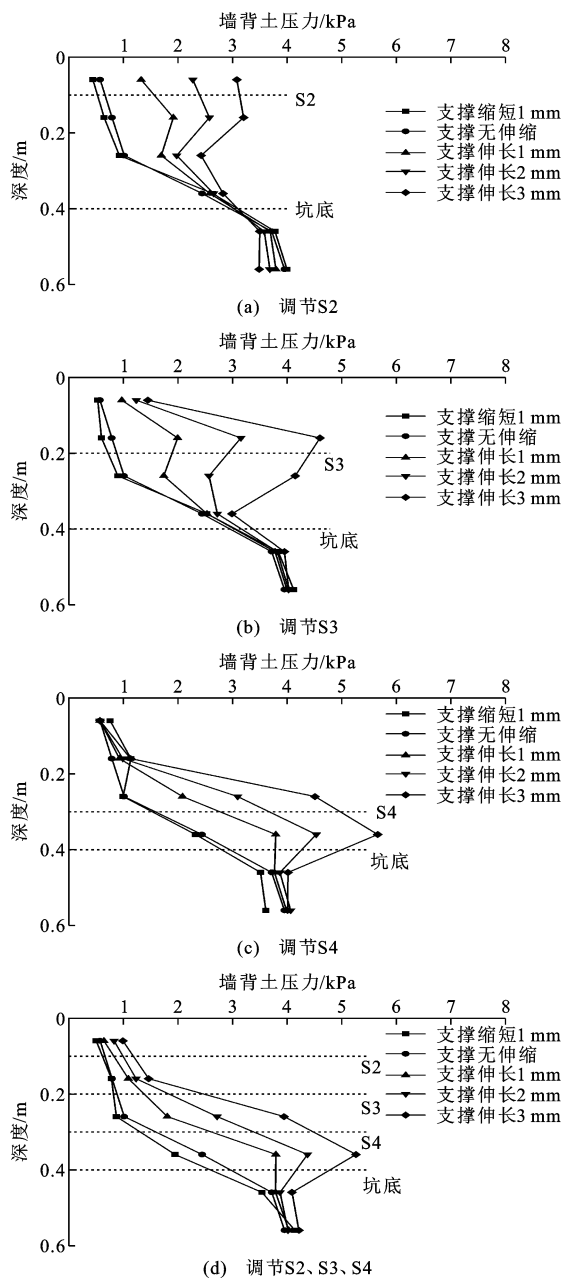 墙背土压力/kPa
0 1 2 3 4 5 6 7 8
S2
支撑缩短1 mm
0.2
支撑无伸缩
支撑伸长1 mm
支撑伸长2 mm
支撑伸长3 mm
深度/m
0.4
坑底
0.6
(a) 调节S2
墙背土压力/kPa
0 1 2 3 4 5 6 7 8
支撑缩短1 mm
支撑无伸缩
0.2
S3
支撑伸长1 mm
支撑伸长2 mm
支撑伸长3 mm
深度/m
0.4
坑底
0.6
(b) 调节S3
墙背土压力/kPa
0 1 2 3 4 5 6 7 8
支撑缩短1 mm
支撑无伸缩
支撑伸长1 mm
0.2
支撑伸长2 mm
支撑伸长3 mm
S4
深度/m
0.4
坑底
0.6
(c) 调节S4
墙背土压力/kPa
0 1 2 3 4 5 6 7 8
支撑缩短1 mm
支撑无伸缩
S2
支撑伸长1 mm
0.2
支撑伸长2 mm
S3
支撑伸长3 mm
S4
深度/m
0.4
坑底
0.6
(d) 调节S2、S3、S4